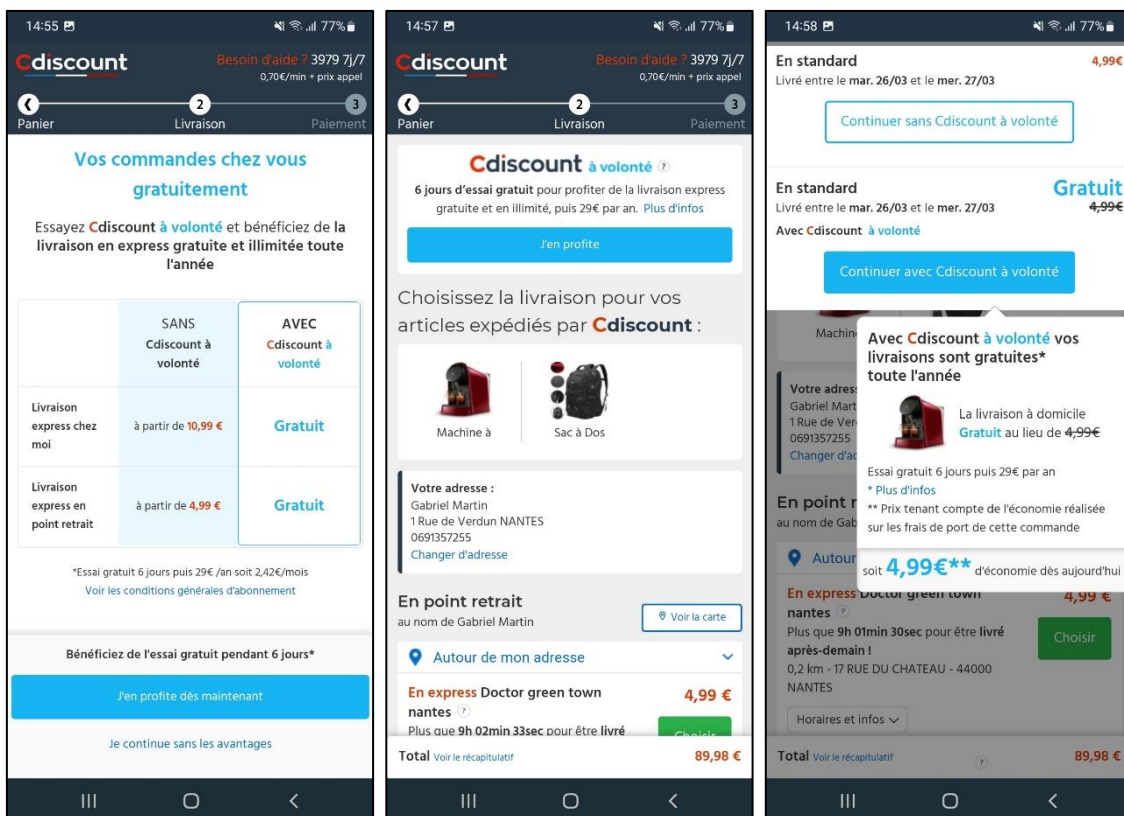 14:55
77%
Cdiscount
Besoin d'aide ? 3979 7j/7
0,70€/min + prix appel
2
3
Panier
Livraison
Paiement
Vos commandes chez vous
gratuitement
Essayez Cdiscount à volonté et bénéficiez de la
livraison en express gratuite et illimitée toute
l'année
SANS
Cdiscount à
volonté
AVEC
Cdiscount à
volonté
Livraison
express chez
moi
à partir de 10,99 €
Gratuit
Livraison
express en
point retrait
à partir de 4,99 €
Gratuit
*Essai gratuit 6 jours puis 29€ /an soit 2,42€/mois
Voir les conditions générales d'abonnement
Bénéficiez de l'essai gratuit pendant 6 jours*
J'en profite dès maintenant
Je continue sans les avantages
14:57
77%
Cdiscount
Besoin d'aide ? 3979 7j/7
0,70€/min + prix appel
2
3
Panier
Livraison
Paiement
Cdiscount à volonté ?
6 jours d'essai gratuit pour profiter de la livraison express
gratuite et en illimité, puis 29€ par an. Plus d'infos
J'en profite
Choisissez la livraison pour vos
articles expédiés par Cdiscount :
Machine à
Sac à Dos
Votre adresse :
Gabriel Martin
1 Rue de Verdun NANTES
0691357255
Changer d'adresse
En point retrait
au nom de Gabriel Martin
Voir la carte
Autour de mon adresse
En express Doctor green town
nantes ?
4,99 €
Plus que 9h 02min 33sec pour être livré
Choisir
Total Voir le récapitulatif
89,98 €
14:58
77%
En standard
4,99€
Livré entre le mar. 26/03 et le mer. 27/03
Continuer sans Cdiscount à volonté
En standard
Gratuit
Livré entre le mar. 26/03 et le mer. 27/03
4,99€
Avec Cdiscount à volonté
Continuer avec Cdiscount à volonté
Machin
Avec Cdiscount à volonté vos
livraisons sont gratuites*
toute l'année
La livraison à domicile
Gratuit au lieu de 4,99€
Essai gratuit 6 jours puis 29€ par an
* Plus d'infos
** Prix tenant compte de l'économie réalisée
sur les frais de port de cette commande
soit 4,99€** d'économie dès aujourd'hui
Votre adres
Gabriel Mart
1 Rue de Ver
0691357255
Changer d'ad
En point r
au nom de Gab
Autour
En express Doctor green town
nantes ?
4,99 €
Plus que 9h 01min 30sec pour être livré
après-demain !
Choisir
0,2 km - 17 RUE DU CHATEAU - 44000
NANTES
Horaires et infos
Total Voir le récapitulatif
?
89,98 €